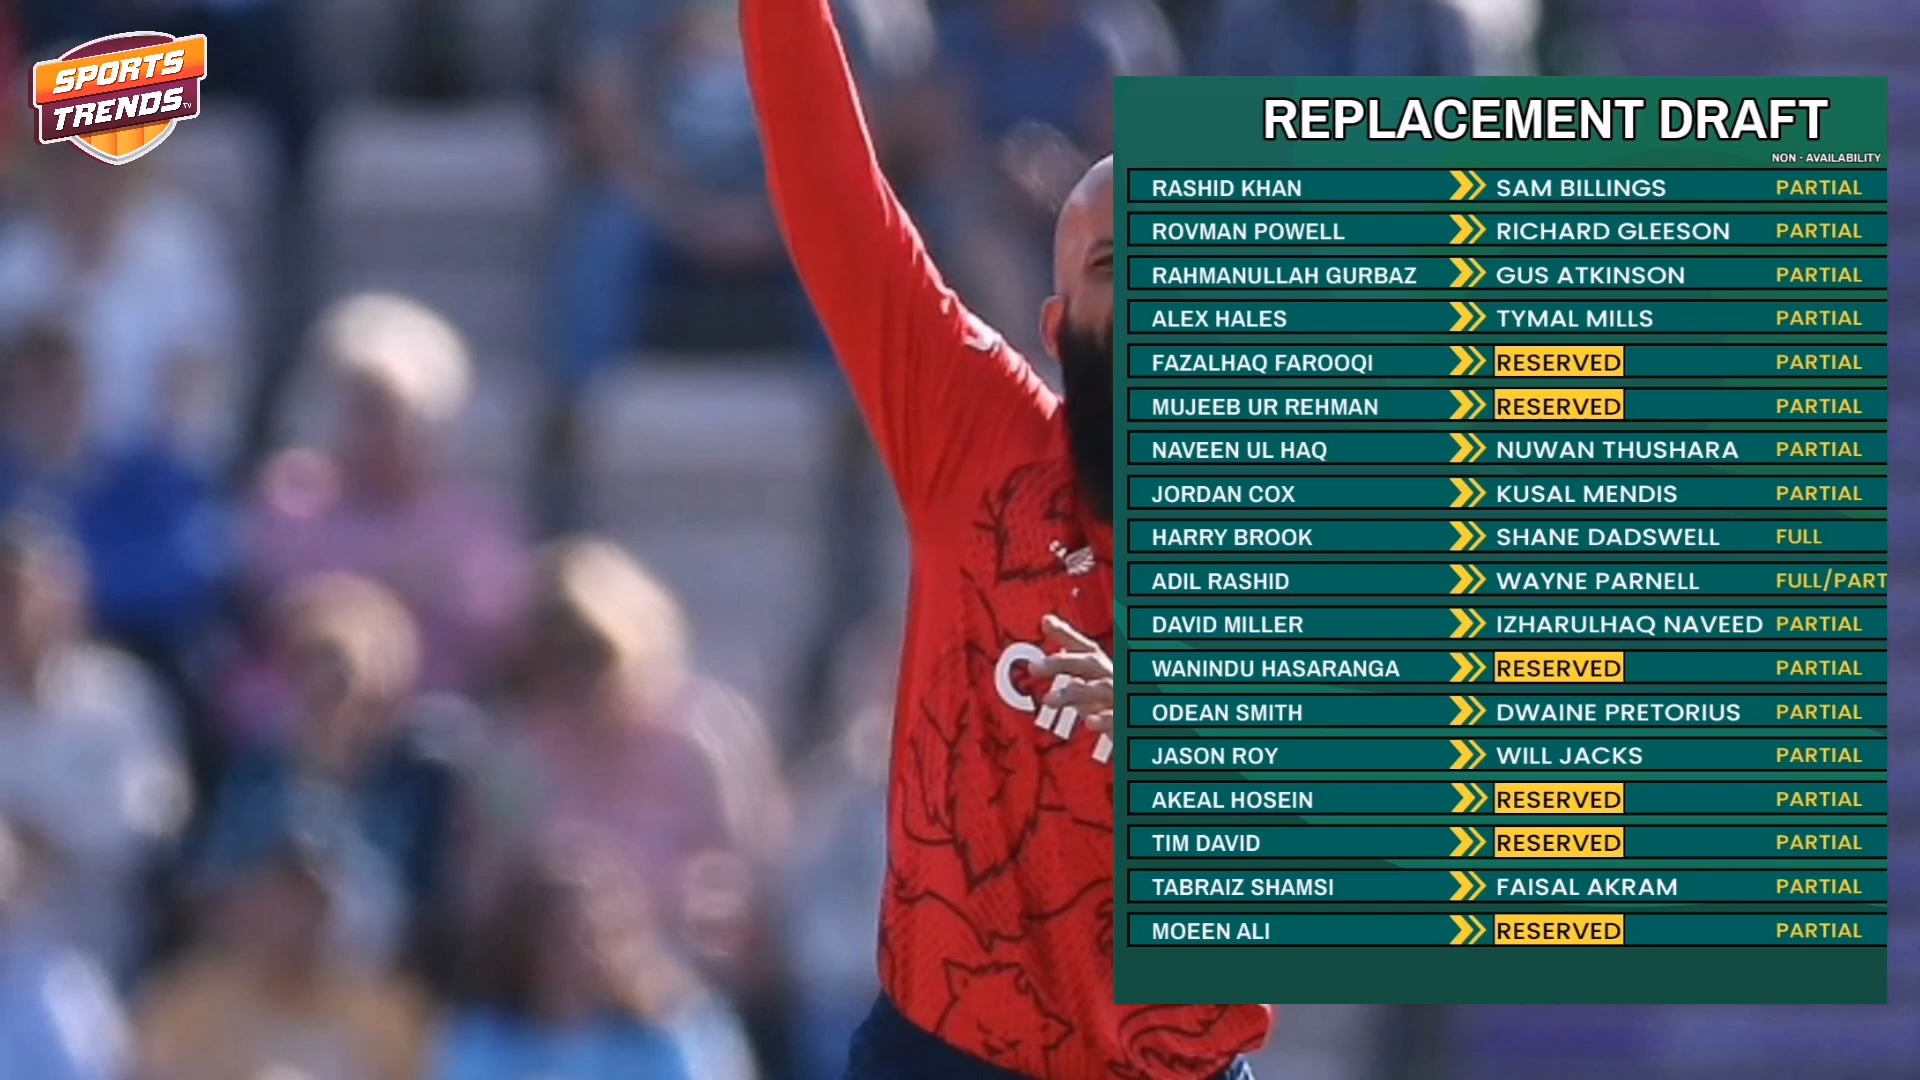 SPORTS
TRENDS TV
REPLACEMENT DRAFT
NON - AVAILABILITY
RASHID KHAN SAM BILLINGS PARTIAL
ROVMAN POWELL RICHARD GLEESON PARTIAL
RAHMANULLAH GURBAZ GUS ATKINSON PARTIAL
ALEX HALES TYMAL MILLS PARTIAL
FAZALHAQ FAROOQI RESERVED PARTIAL
MUJEEB UR REHMAN RESERVED PARTIAL
NAVEEN UL HAQ NUWAN THUSHARA PARTIAL
JORDAN COX KUSAL MENDIS PARTIAL
HARRY BROOK SHANE DADSWELL FULL
ADIL RASHID WAYNE PARNELL FULL/PART
DAVID MILLER IZHARULHAQ NAVEED PARTIAL
WANINDU HASARANGA RESERVED PARTIAL
ODEAN SMITH DWAINE PRETORIUS PARTIAL
JASON ROY WILL JACKS PARTIAL
AKEAL HOSEIN RESERVED PARTIAL
TIM DAVID RESERVED PARTIAL
TABRAIZ SHAMSI FAISAL AKRAM PARTIAL
MOEEN ALI RESERVED PARTIAL